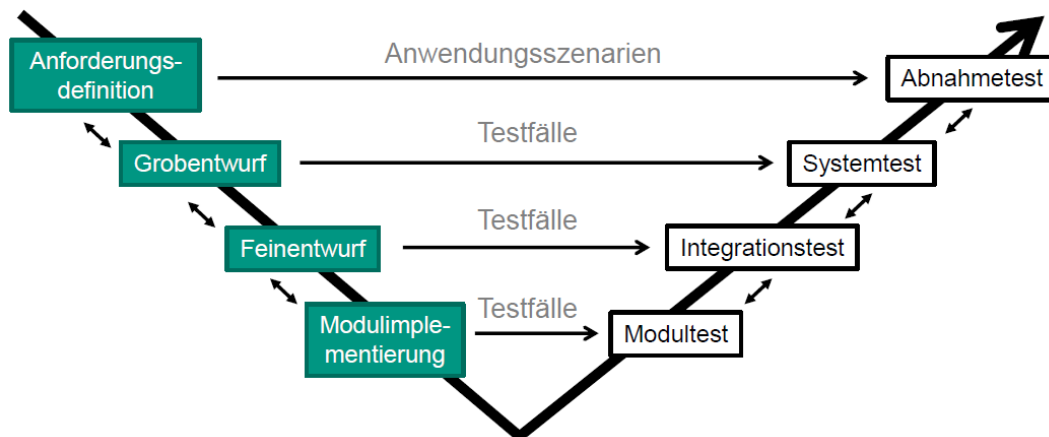 Anforderungs-
definition
Anwendungsszenarien
Abnahmetest
Grobentwurf
Testfälle
Systemtest
Feinentwurf
Testfälle
Integrationstest
Modulimple-
mentierung
Testfälle
Modultest